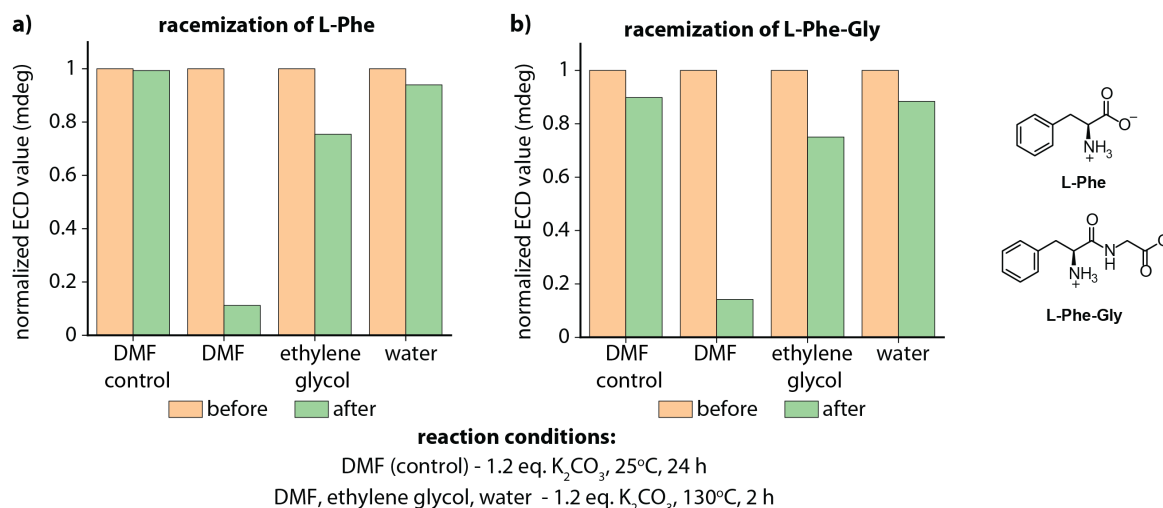 a)
racemization of L-Phe
normalized ECD value (mdeg)
1
0.8
0.6
0.4
0.2
0
DMF
control
DMF
ethylene
glycol
water
before
after
b)
racemization of L-Phe-Gly
normalized ECD value (mdeg)
1
0.8
0.6
0.4
0.2
0
DMF
control
DMF
ethylene
glycol
water
before
after
O
O⁻
NH₃
+
L-Phe
O
N
H
O
NH₃
+
L-Phe-Gly
reaction conditions:
DMF (control) - 1.2 eq. K₂CO₃, 25°C, 24 h
DMF, ethylene glycol, water - 1.2 eq. K₂CO₃, 130°C, 2 h